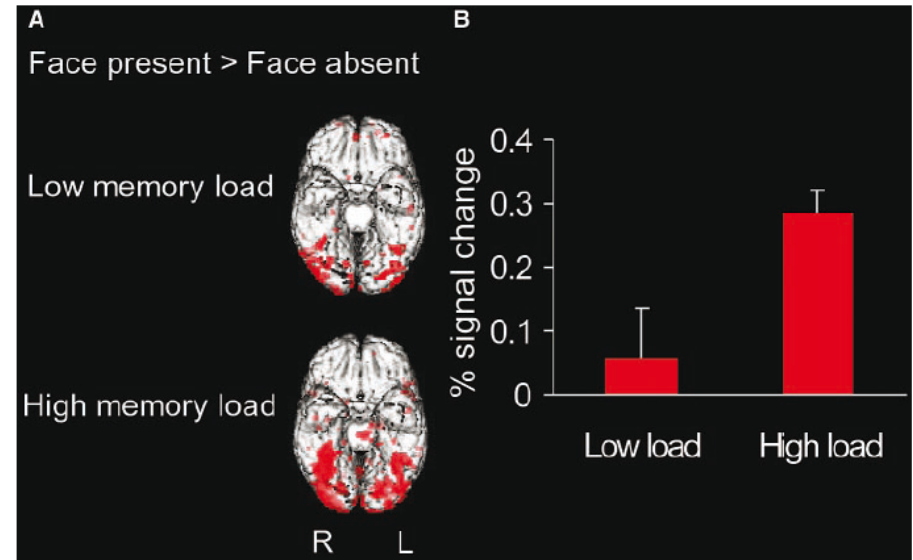 A
Face present > Face absent
Low memory load
High memory load
R L
B
% signal change
0.4
0.3
0.2
0.1
0
Low load High load